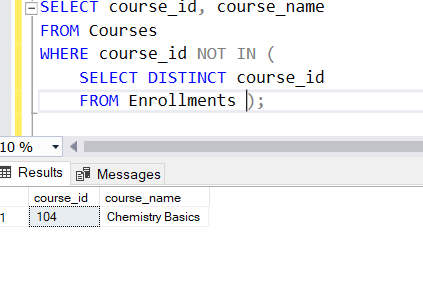 SELECT course_id, course_name
FROM Courses
WHERE course_id NOT IN (
SELECT DISTINCT course_id
FROM Enrollments );
10 %
Results Messages
course_id course_name
1 104 Chemistry Basics